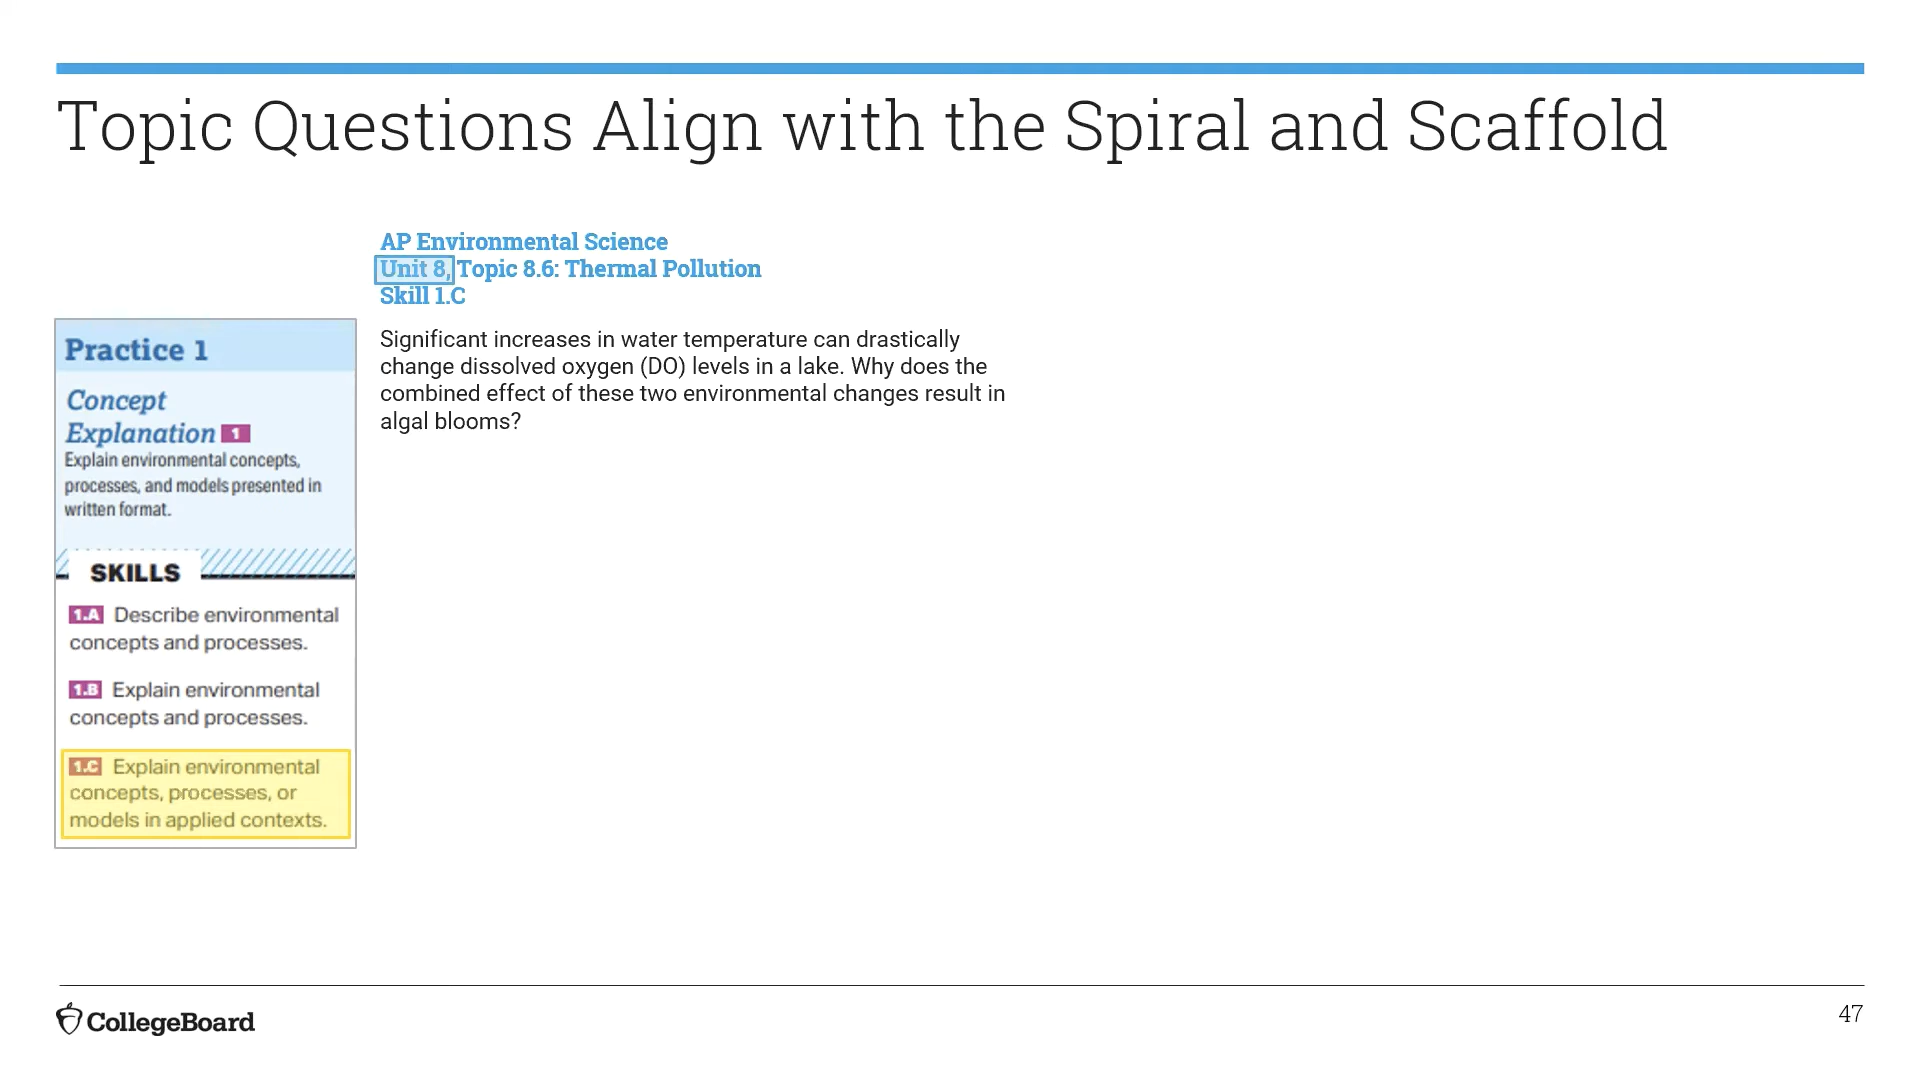 Topic Questions Align with the Spiral and Scaffold
AP Environmental Science
Unit 8, Topic 8.6: Thermal Pollution
Skill 1.C
Significant increases in water temperature can drastically
change dissolved oxygen (DO) levels in a lake. Why does the
combined effect of these two environmental changes result in
algal blooms?
Practice 1
Concept
Explanation 1
Explain environmental concepts,
processes, and models presented in
written format.
SKILLS
1.A Describe environmental
concepts and processes.
1.B Explain environmental
concepts and processes.
1.C Explain environmental
concepts, processes, or
models in applied contexts.
CollegeBoard
47